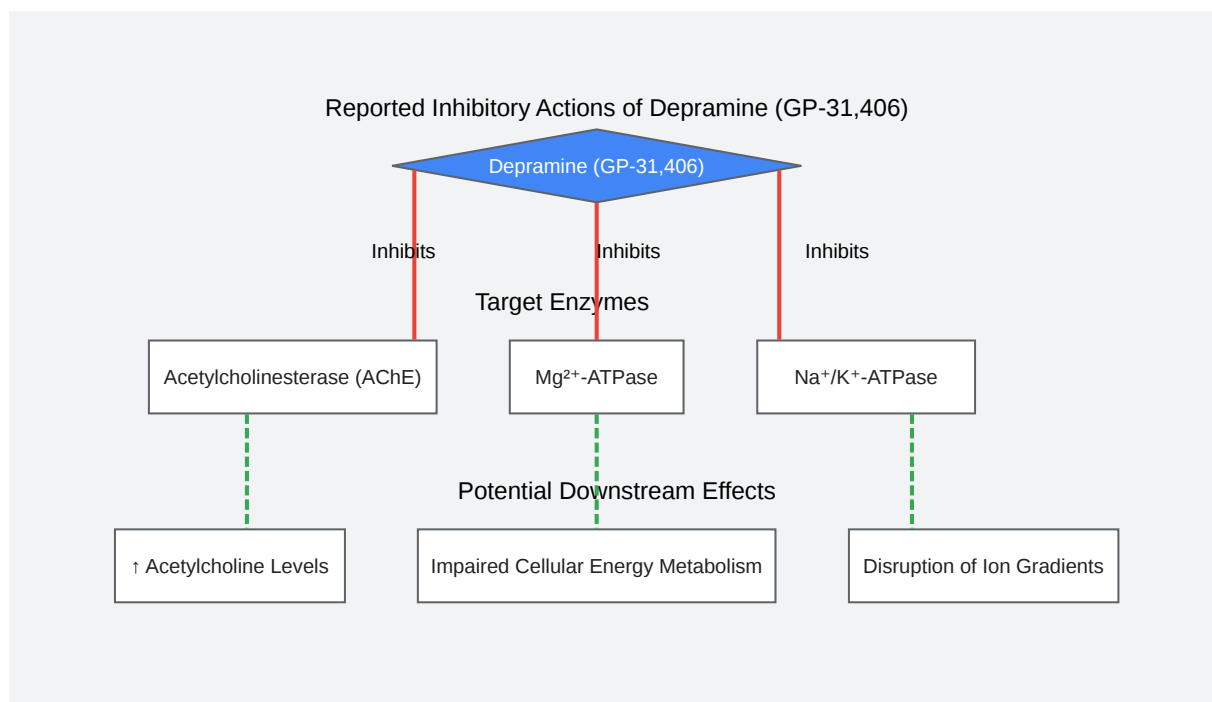 Reported Inhibitory Actions of Depramine (GP-31,406)
Depramine (GP-31,406)
Inhibits
Inhibits
Inhibits
Target Enzymes
Acetylcholinesterase (AChE)
Mg²⁺-ATPase
Na⁺/K⁺-ATPase
Potential Downstream Effects
↑ Acetylcholine Levels
Impaired Cellular Energy Metabolism
Disruption of Ion Gradients